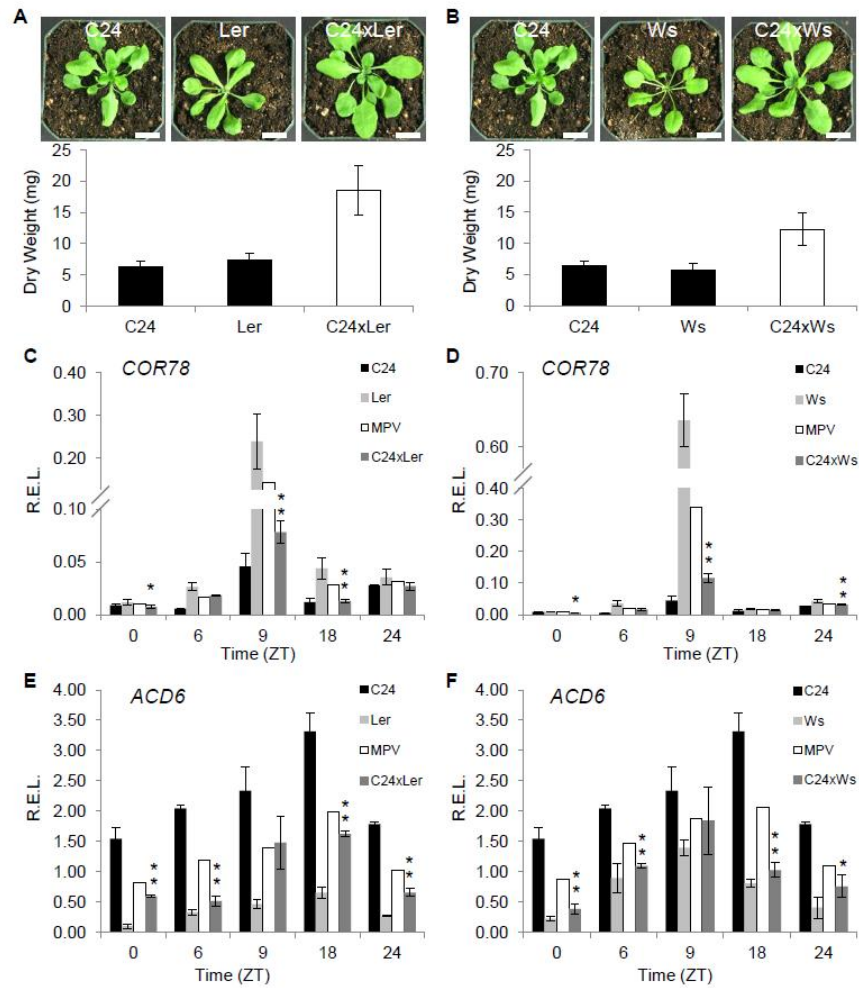 A
C24
Ler
C24xLer
B
C24
Ws
C24xWs
Dry Weight (mg)
25
20
15
10
5
0
C24
Ler
C24xLer
Dry Weight (mg)
25
20
15
10
5
0
C24
Ws
C24xWs
C
COR78
R.E.L.
0.40
0.30
0.20
0.10
0.05
0.00
C24
Ler
MPV
C24xLer
*
**
**
0
6
9
18
24
Time (ZT)
D
COR78
R.E.L.
0.70
0.60
0.40
0.30
0.20
0.10
0.00
C24
Ws
MPV
C24xWs
*
**
**
0
6
9
18
24
Time (ZT)
E
ACD6
R.E.L.
4.00
3.50
3.00
2.50
2.00
1.50
1.00
0.50
0.00
C24
Ler
MPV
C24xLer
**
**
**
**
0
6
9
18
24
Time (ZT)
F
ACD6
R.E.L.
4.00
3.50
3.00
2.50
2.00
1.50
1.00
0.50
0.00
C24
Ws
MPV
C24xWs
**
**
**
*
0
6
9
18
24
Time (ZT)